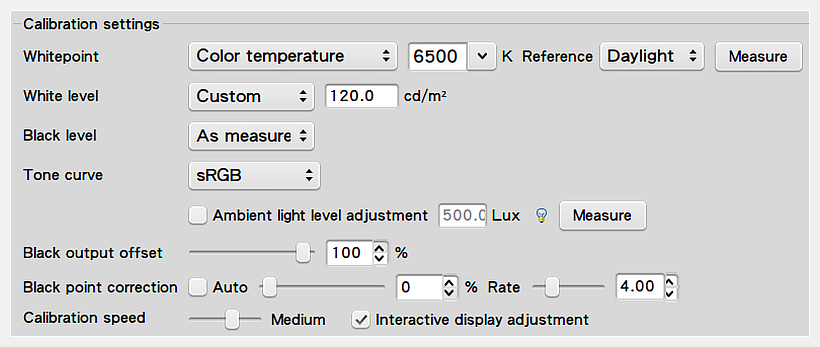 Calibration settings
Whitepoint Color temperature 6500 K Reference Daylight Measure
White level Custom 120.0 cd/m²
Black level As measure
Tone curve sRGB
Ambient light level adjustment 500.0 Lux Measure
Black output offset 100 %
Black point correction Auto 0 % Rate 4.00
Calibration speed Medium Interactive display adjustment